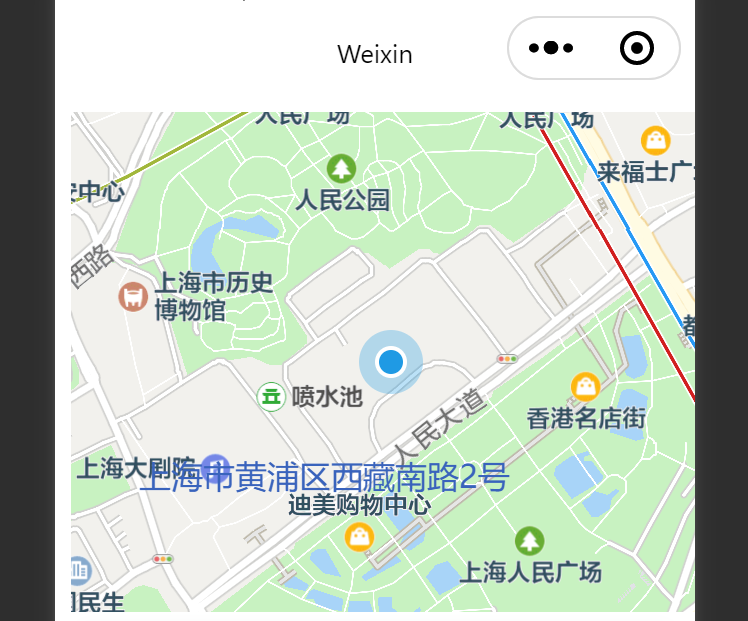 Weixin
人民广场
人民广场
来福士广
安中心
人民公园
西路
上海市历史
博物馆
喷水池
人民大道
香港名店街
上海大剧院
上海市黄浦区西藏南路2号
迪美购物中心
上海人民广场
国民生